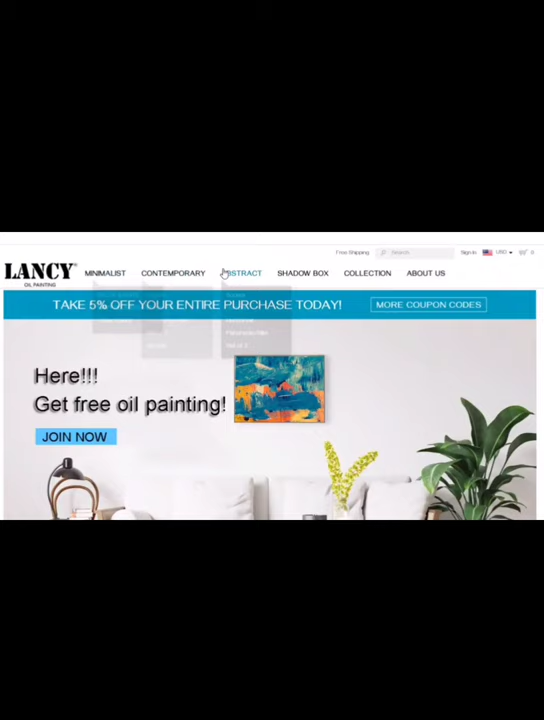 Free Shipping Search Sign In USD 0
LANCY
OIL PAINTING
MINIMALIST CONTEMPORARY ABSTRACT SHADOW BOX COLLECTION ABOUT US
TAKE 5% OFF YOUR ENTIRE PURCHASE TODAY! MORE COUPON CODES
Here!!!
Get free oil painting!
JOIN NOW